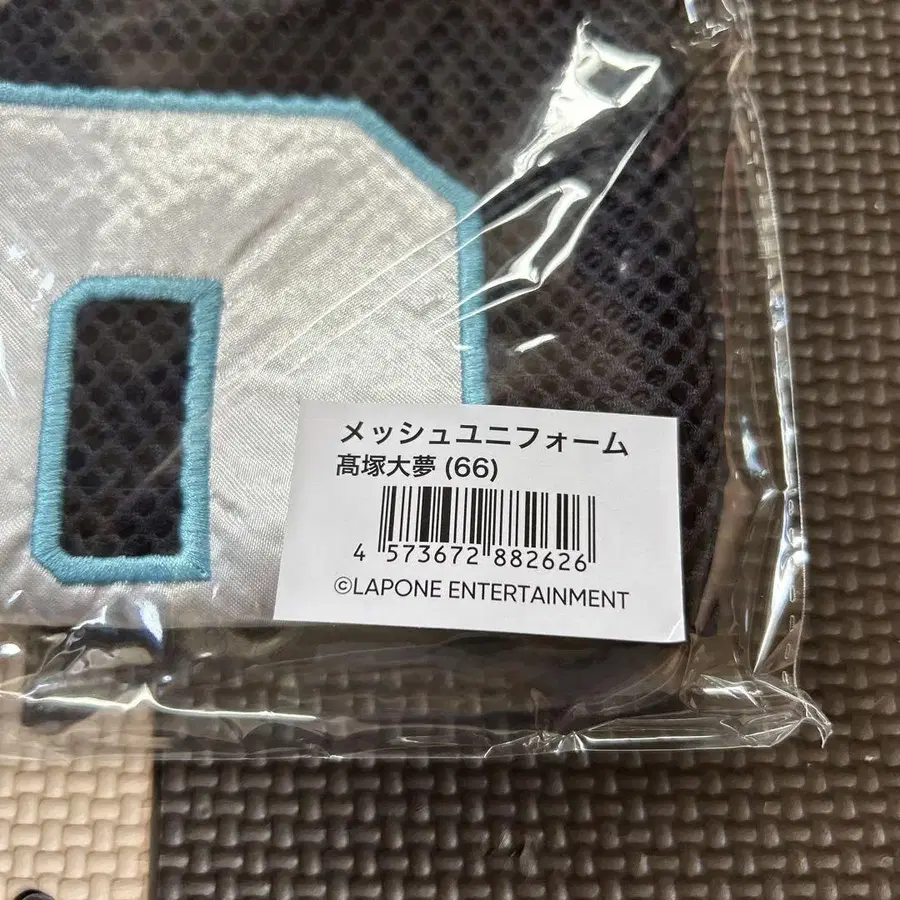 メッシュユニフォーム
髙塚大夢 (66)
4 573672 882626
©LAPONE ENTERTAINMENT